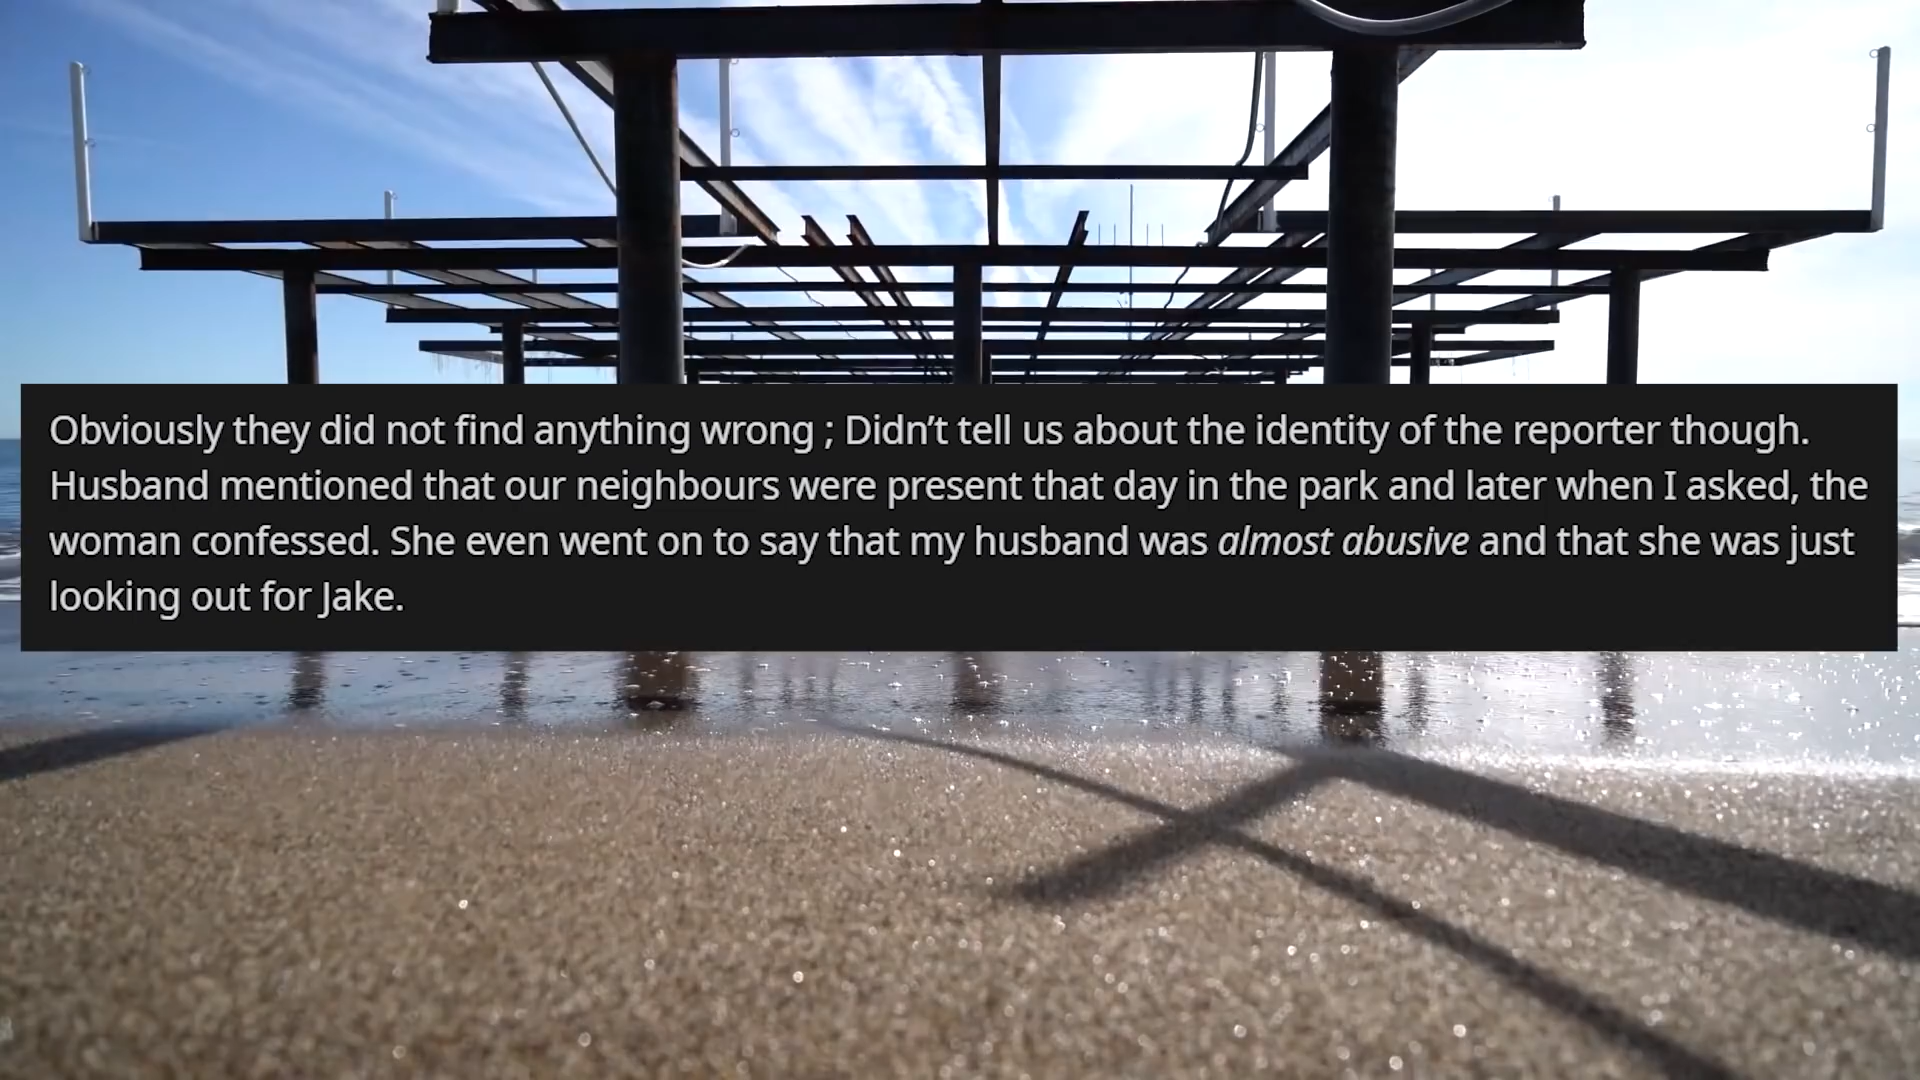 Obviously they did not find anything wrong ; Didn’t tell us about the identity of the reporter though.
Husband mentioned that our neighbours were present that day in the park and later when I asked, the
woman confessed. She even went on to say that my husband was almost abusive and that she was just
looking out for Jake.